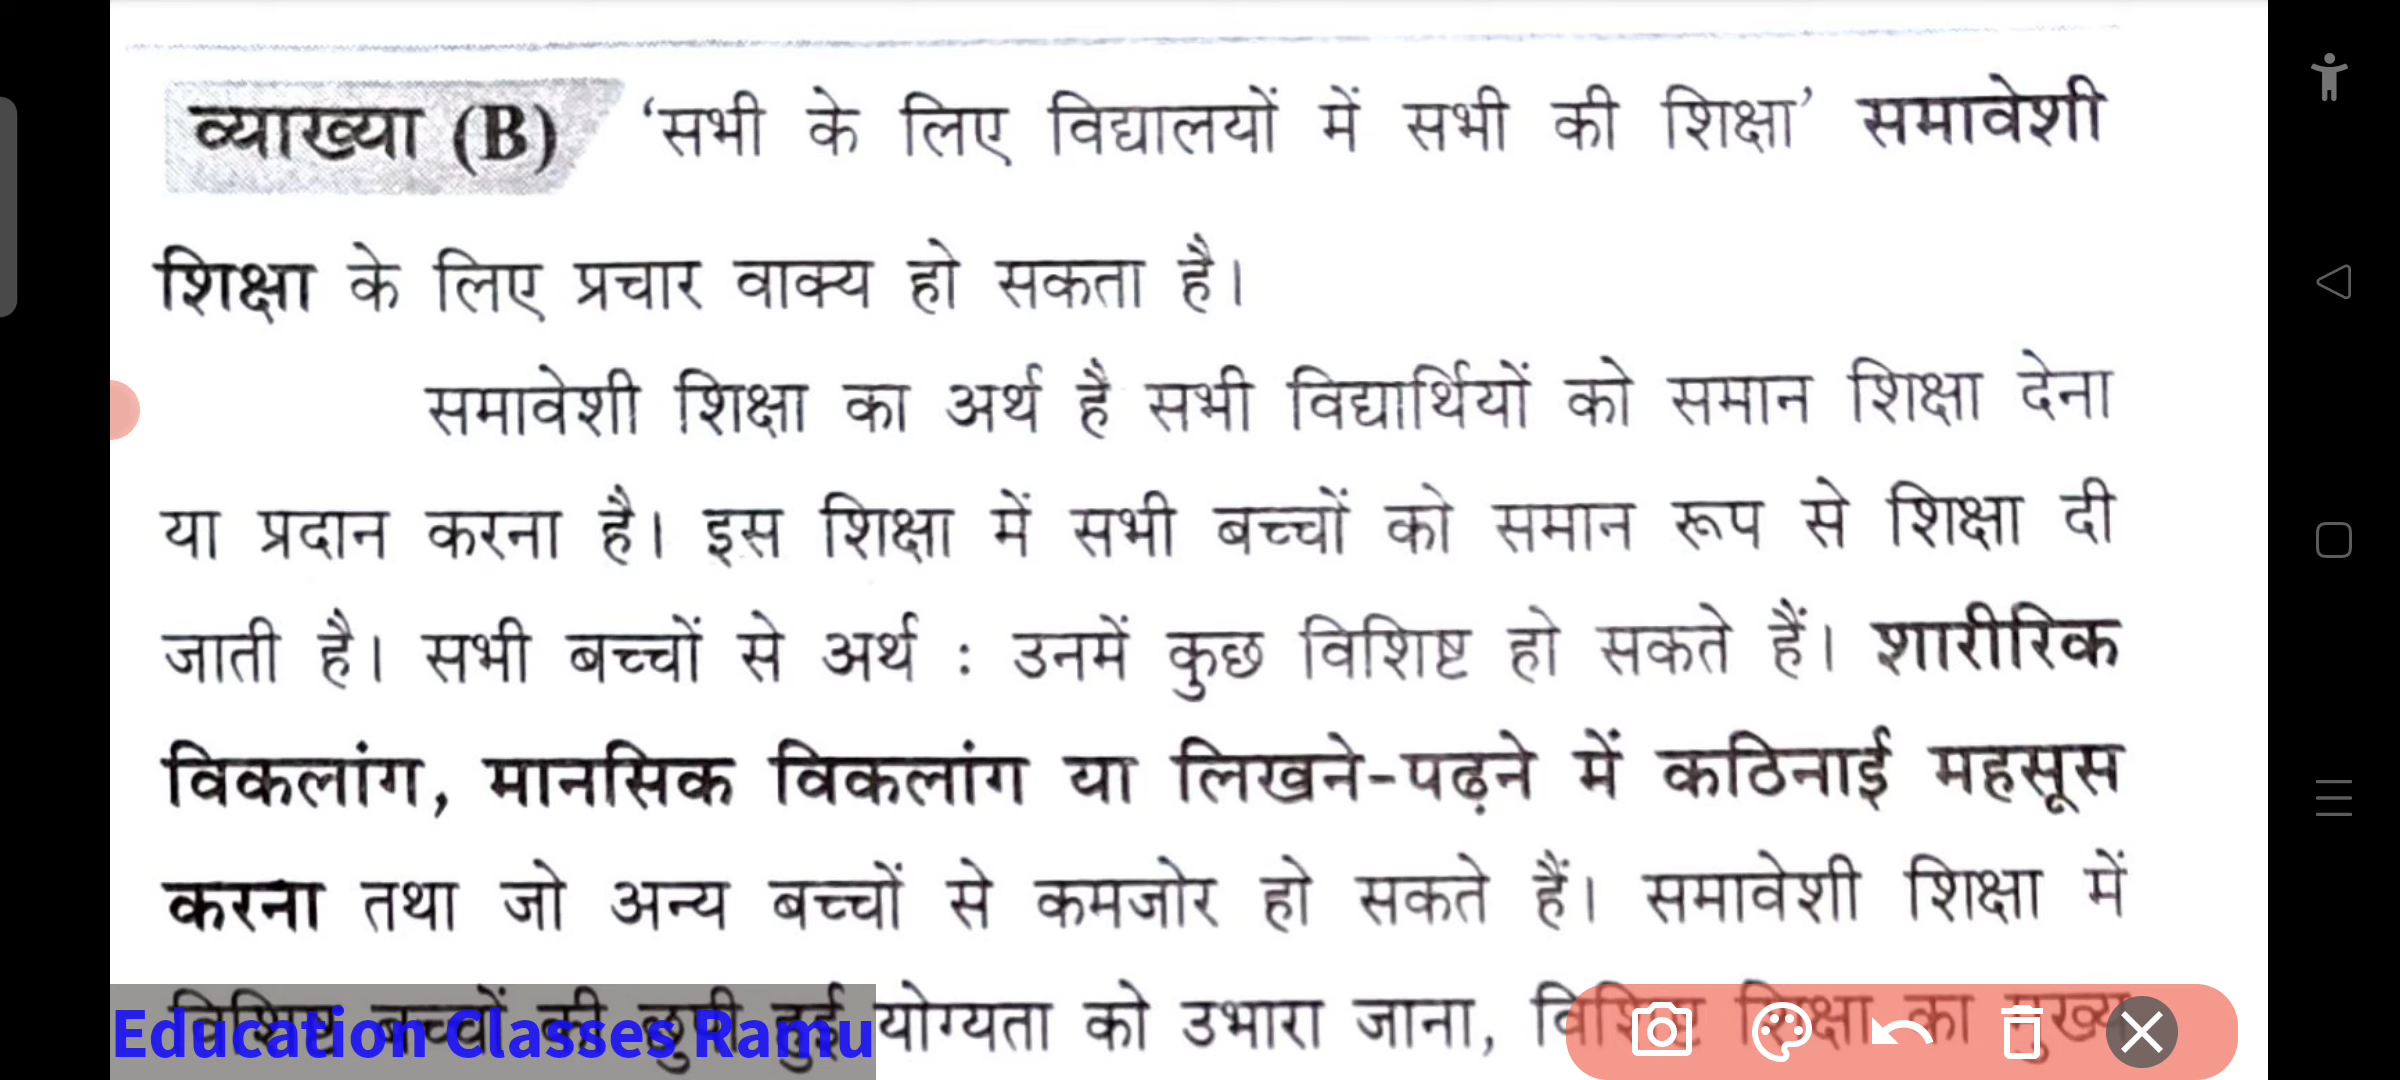 व्याख्या (B) ‘सभी के लिए विद्यालयों में सभी की शिक्षा’ समावेशी
शिक्षा के लिए प्रचार वाक्य हो सकता है।
समावेशी शिक्षा का अर्थ है सभी विद्यार्थियों को समान शिक्षा देना
या प्रदान करना है। इस शिक्षा में सभी बच्चों को समान रूप से शिक्षा दी
जाती है। सभी बच्चों से अर्थ : उनमें कुछ विशिष्ट हो सकते हैं। शारीरिक
विकलांग, मानसिक विकलांग या लिखने-पढ़ने में कठिनाई महसूस
करना तथा जो अन्य बच्चों से कमजोर हो सकते हैं। समावेशी शिक्षा में
विशिष्ट बच्चों की छुपी हुई योग्यता को उभारा जाना, विशिष्ट शिक्षा का मुख्य
Education Classes Ramu